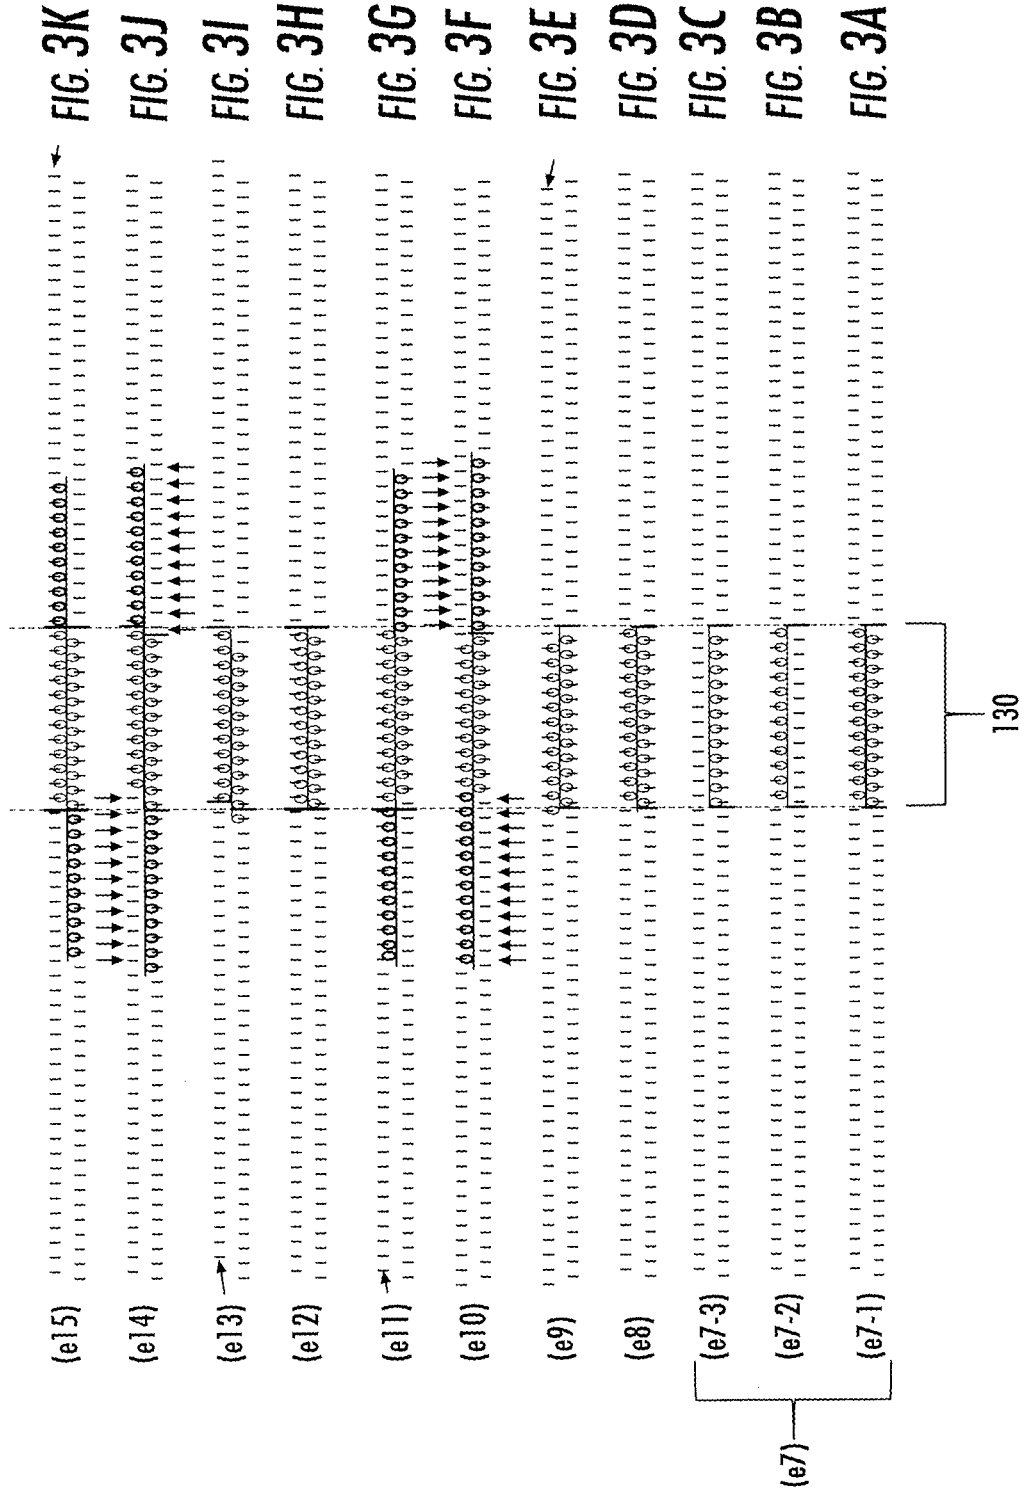 (e15) FIG. 3K
(e14) FIG. 3J
(e13) FIG. 3I
(e12) FIG. 3H
(e11) FIG. 3G
(e10) FIG. 3F
(e9) FIG. 3E
(e8) FIG. 3D
(e7-3) FIG. 3C
(e7-2) FIG. 3B
(e7-1) FIG. 3A
(e7)
130